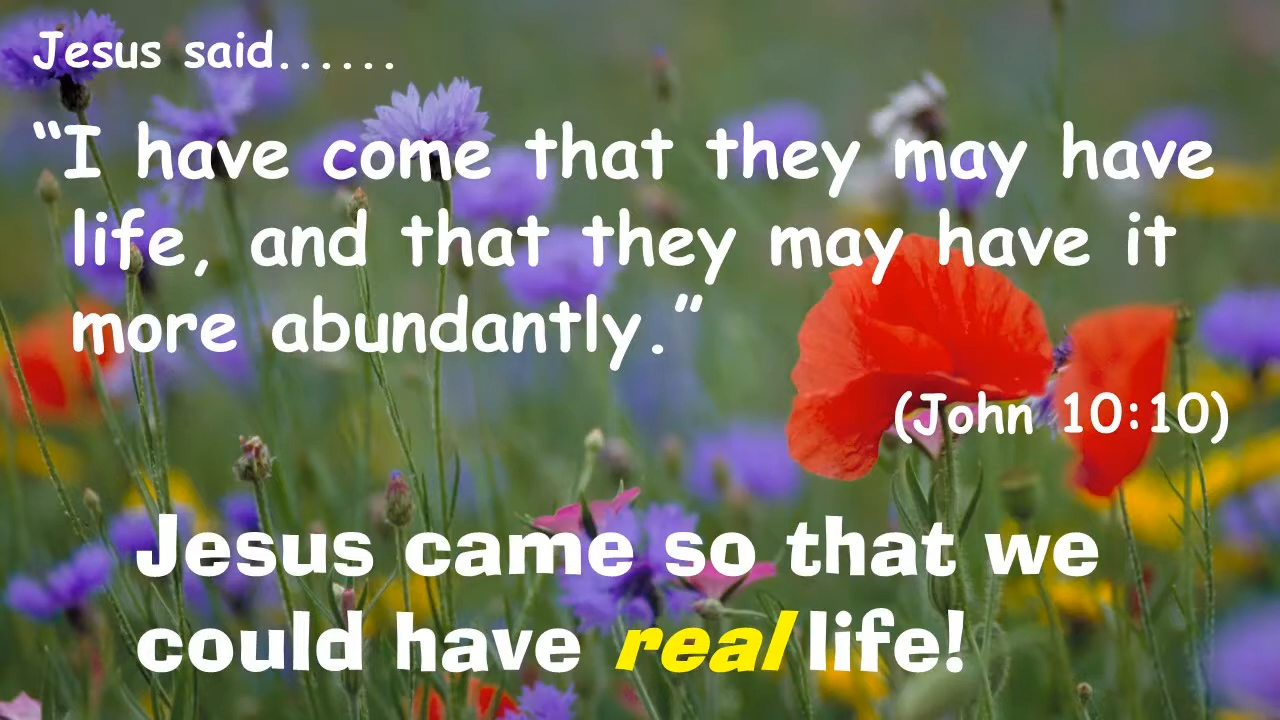 Jesus said......
“I have come that they may have
life, and that they may have it
more abundantly.”
(John 10:10)
Jesus came so that we
could have real life!